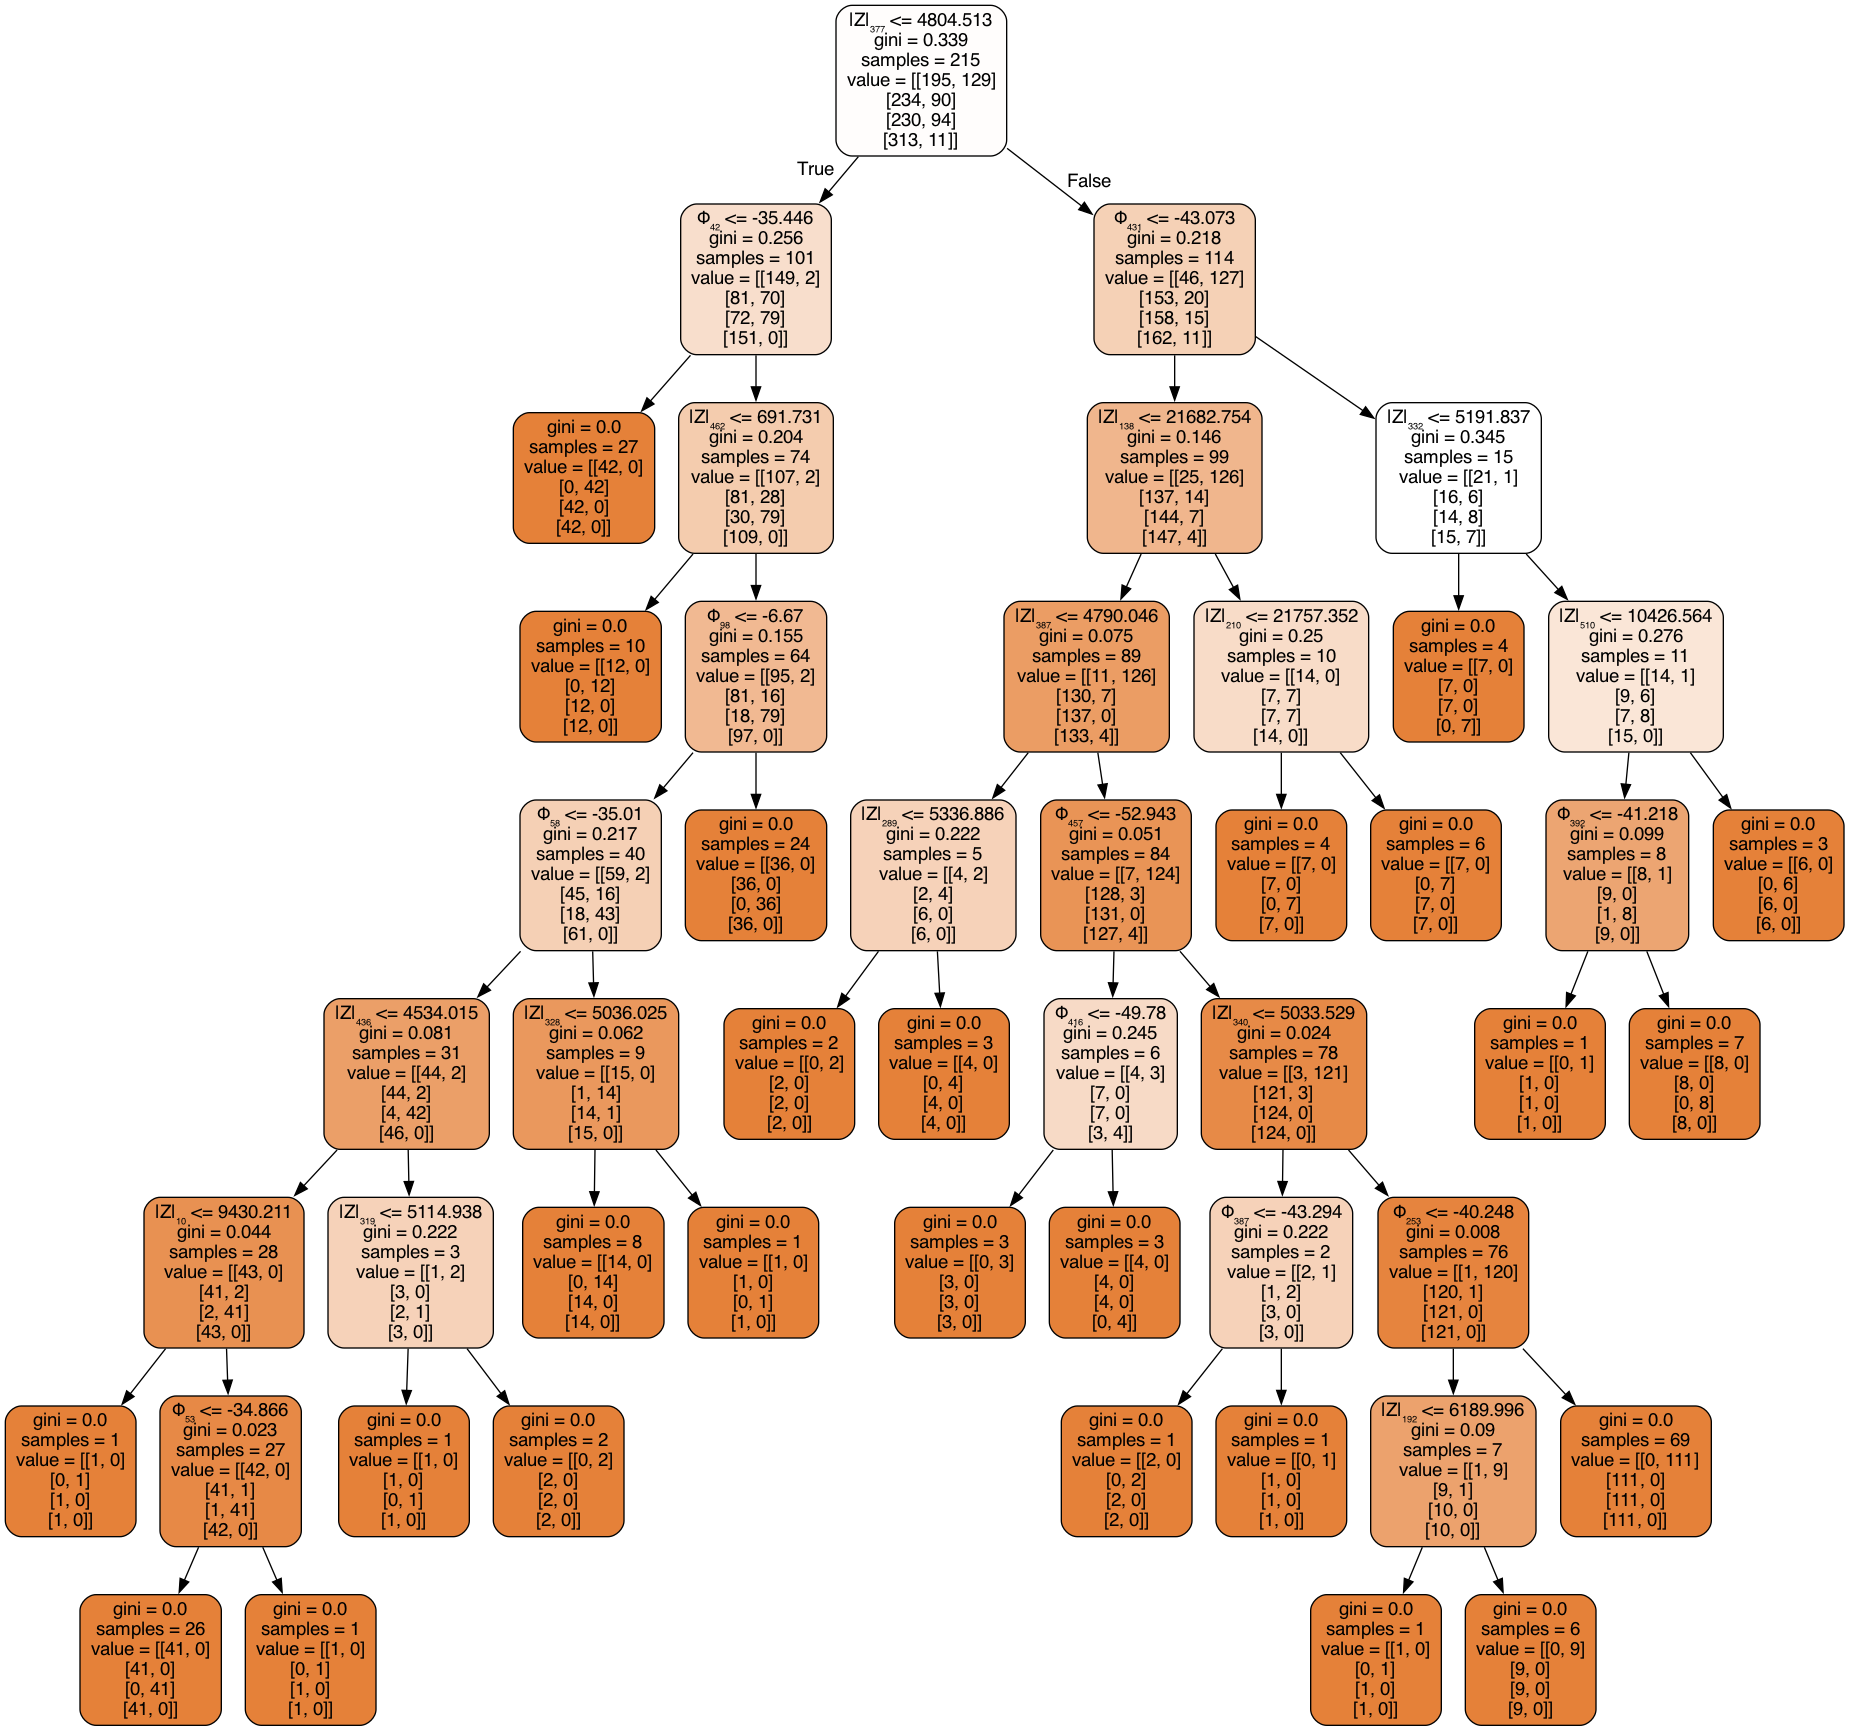 |Z|₃₇₇ <= 4804.513
gini = 0.339
samples = 215
value = [[195, 129]
[234, 90]
[230, 94]
[313, 11]]
True
False
Φ₄₂ <= -35.446
gini = 0.256
samples = 101
value = [[149, 2]
[81, 70]
[72, 79]
[151, 0]]
Φ₄₃₁ <= -43.073
gini = 0.218
samples = 114
value = [[46, 127]
[153, 20]
[158, 15]
[162, 11]]
gini = 0.0
samples = 27
value = [[42, 0]
[0, 42]
[42, 0]
[42, 0]]
|Z|₄₆₂ <= 691.731
gini = 0.204
samples = 74
value = [[107, 2]
[81, 28]
[30, 79]
[109, 0]]
|Z|₁₃₈ <= 21682.754
gini = 0.146
samples = 99
value = [[25, 126]
[137, 14]
[144, 7]
[147, 4]]
|Z|₃₃₂ <= 5191.837
gini = 0.345
samples = 15
value = [[21, 1]
[16, 6]
[14, 8]
[15, 7]]
gini = 0.0
samples = 10
value = [[12, 0]
[0, 12]
[12, 0]
[12, 0]]
Φ₉₈ <= -6.67
gini = 0.155
samples = 64
value = [[95, 2]
[81, 16]
[18, 79]
[97, 0]]
|Z|₃₈₇ <= 4790.046
gini = 0.075
samples = 89
value = [[11, 126]
[130, 7]
[137, 0]
[133, 4]]
|Z|₂₁₀ <= 21757.352
gini = 0.25
samples = 10
value = [[14, 0]
[7, 7]
[7, 7]
[14, 0]]
gini = 0.0
samples = 4
value = [[7, 0]
[7, 0]
[7, 0]
[0, 7]]
|Z|₅₁₀ <= 10426.564
gini = 0.276
samples = 11
value = [[14, 1]
[9, 6]
[7, 8]
[15, 0]]
Φ₅₈ <= -35.01
gini = 0.217
samples = 40
value = [[59, 2]
[45, 16]
[18, 43]
[61, 0]]
gini = 0.0
samples = 24
value = [[36, 0]
[36, 0]
[0, 36]
[36, 0]]
|Z|₂₈₉ <= 5336.886
gini = 0.222
samples = 5
value = [[4, 2]
[2, 4]
[6, 0]
[6, 0]]
Φ₄₅₇ <= -52.943
gini = 0.051
samples = 84
value = [[7, 124]
[128, 3]
[131, 0]
[127, 4]]
gini = 0.0
samples = 4
value = [[7, 0]
[7, 0]
[0, 7]
[7, 0]]
gini = 0.0
samples = 6
value = [[7, 0]
[0, 7]
[7, 0]
[7, 0]]
Φ₃₉₂ <= -41.218
gini = 0.099
samples = 8
value = [[8, 1]
[9, 0]
[1, 8]
[9, 0]]
gini = 0.0
samples = 3
value = [[6, 0]
[0, 6]
[6, 0]
[6, 0]]
|Z|₄₃₆ <= 4534.015
gini = 0.081
samples = 31
value = [[44, 2]
[44, 2]
[4, 42]
[46, 0]]
|Z|₃₂₈ <= 5036.025
gini = 0.062
samples = 9
value = [[15, 0]
[1, 14]
[14, 1]
[15, 0]]
gini = 0.0
samples = 2
value = [[0, 2]
[2, 0]
[2, 0]
[2, 0]]
gini = 0.0
samples = 3
value = [[4, 0]
[0, 4]
[4, 0]
[4, 0]]
Φ₄₁₆ <= -49.78
gini = 0.245
samples = 6
value = [[4, 3]
[7, 0]
[7, 0]
[3, 4]]
|Z|₃₄₀ <= 5033.529
gini = 0.024
samples = 78
value = [[3, 121]
[121, 3]
[124, 0]
[124, 0]]
gini = 0.0
samples = 1
value = [[0, 1]
[1, 0]
[1, 0]
[1, 0]]
gini = 0.0
samples = 7
value = [[8, 0]
[8, 0]
[0, 8]
[8, 0]]
|Z|₁₀ <= 9430.211
gini = 0.044
samples = 28
value = [[43, 0]
[41, 2]
[2, 41]
[43, 0]]
|Z|₃₁₉ <= 5114.938
gini = 0.222
samples = 3
value = [[1, 2]
[3, 0]
[2, 1]
[3, 0]]
gini = 0.0
samples = 8
value = [[14, 0]
[0, 14]
[14, 0]
[14, 0]]
gini = 0.0
samples = 1
value = [[1, 0]
[1, 0]
[0, 1]
[1, 0]]
gini = 0.0
samples = 3
value = [[0, 3]
[3, 0]
[3, 0]
[3, 0]]
gini = 0.0
samples = 3
value = [[4, 0]
[4, 0]
[4, 0]
[0, 4]]
Φ₃₈₇ <= -43.294
gini = 0.222
samples = 2
value = [[2, 1]
[1, 2]
[3, 0]
[3, 0]]
Φ₂₅₃ <= -40.248
gini = 0.008
samples = 76
value = [[1, 120]
[120, 1]
[121, 0]
[121, 0]]
gini = 0.0
samples = 1
value = [[1, 0]
[0, 1]
[1, 0]
[1, 0]]
Φ₅₃ <= -34.866
gini = 0.023
samples = 27
value = [[42, 0]
[41, 1]
[1, 41]
[42, 0]]
gini = 0.0
samples = 1
value = [[1, 0]
[1, 0]
[0, 1]
[1, 0]]
gini = 0.0
samples = 2
value = [[0, 2]
[2, 0]
[2, 0]
[2, 0]]
gini = 0.0
samples = 1
value = [[2, 0]
[0, 2]
[2, 0]
[2, 0]]
gini = 0.0
samples = 1
value = [[0, 1]
[1, 0]
[1, 0]
[1, 0]]
|Z|₁₉₂ <= 6189.996
gini = 0.09
samples = 7
value = [[1, 9]
[9, 1]
[10, 0]
[10, 0]]
gini = 0.0
samples = 69
value = [[0, 111]
[111, 0]
[111, 0]
[111, 0]]
gini = 0.0
samples = 26
value = [[41, 0]
[41, 0]
[0, 41]
[41, 0]]
gini = 0.0
samples = 1
value = [[1, 0]
[0, 1]
[1, 0]
[1, 0]]
gini = 0.0
samples = 1
value = [[1, 0]
[0, 1]
[1, 0]
[1, 0]]
gini = 0.0
samples = 6
value = [[0, 9]
[9, 0]
[9, 0]
[9, 0]]